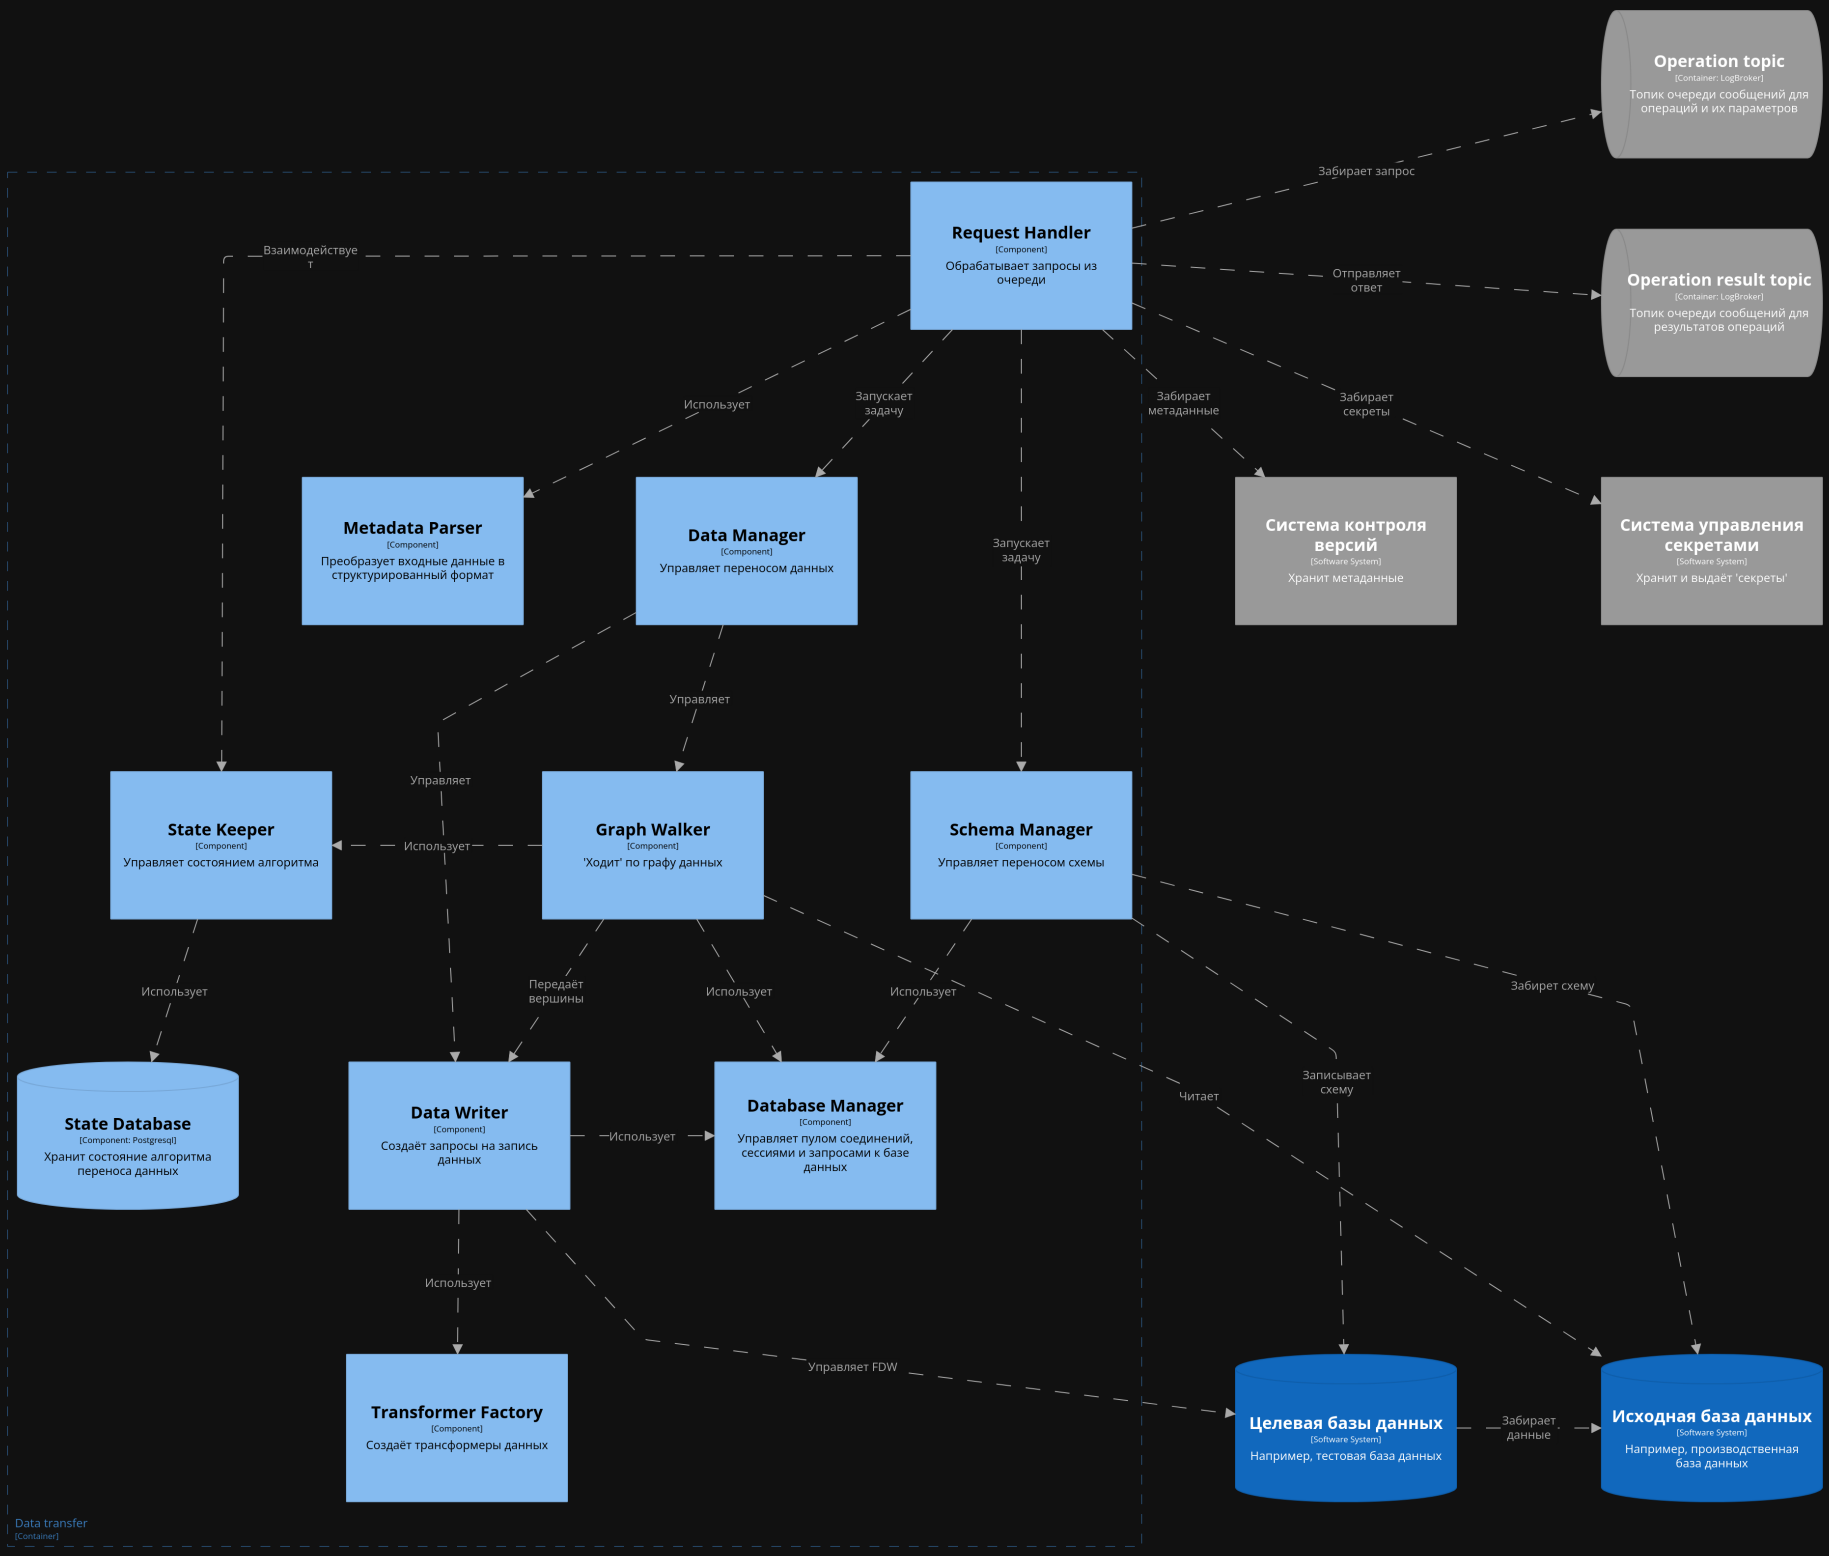 Operation topic
[Container: LogBroker]
Топик очереди сообщений для
операций и их параметров
Забирает запрос
Request Handler
[Component]
Обрабатывает запросы из
очереди
Взаимодействуе
т
Отправляет
ответ
Operation result topic
[Container: LogBroker]
Топик очереди сообщений для
результатов операций
Использует
Запускает
задачу
Забирает
метаданные
Забирает
секреты
Metadata Parser
[Component]
Преобразует входные данные в
структурированный формат
Data Manager
[Component]
Управляет переносом данных
Запускает
задачу
Система контроля
версий
[Software System]
Хранит метаданные
Система управления
секретами
[Software System]
Хранит и выдаёт 'секреты'
Управляет
Управляет
State Keeper
[Component]
Управляет состоянием алгоритма
Использует
Graph Walker
[Component]
'Ходит' по графу данных
Schema Manager
[Component]
Управляет переносом схемы
Использует
Передаёт
вершины
Использует
Использует
Забирет схему
Записывает
схему
Читает
State Database
[Component: Postgresql]
Хранит состояние алгоритма
переноса данных
Data Writer
[Component]
Создаёт запросы на запись
данных
Использует
Database Manager
[Component]
Управляет пулом соединений,
сессиями и запросами к базе
данных
Использует
Управляет FDW
Transformer Factory
[Component]
Создаёт трансформеры данных
Целевая базы данных
[Software System]
Например, тестовая база данных
Забирает
данные
Исходная база данных
[Software System]
Например, производственная
база данных
Data transfer
[Container]